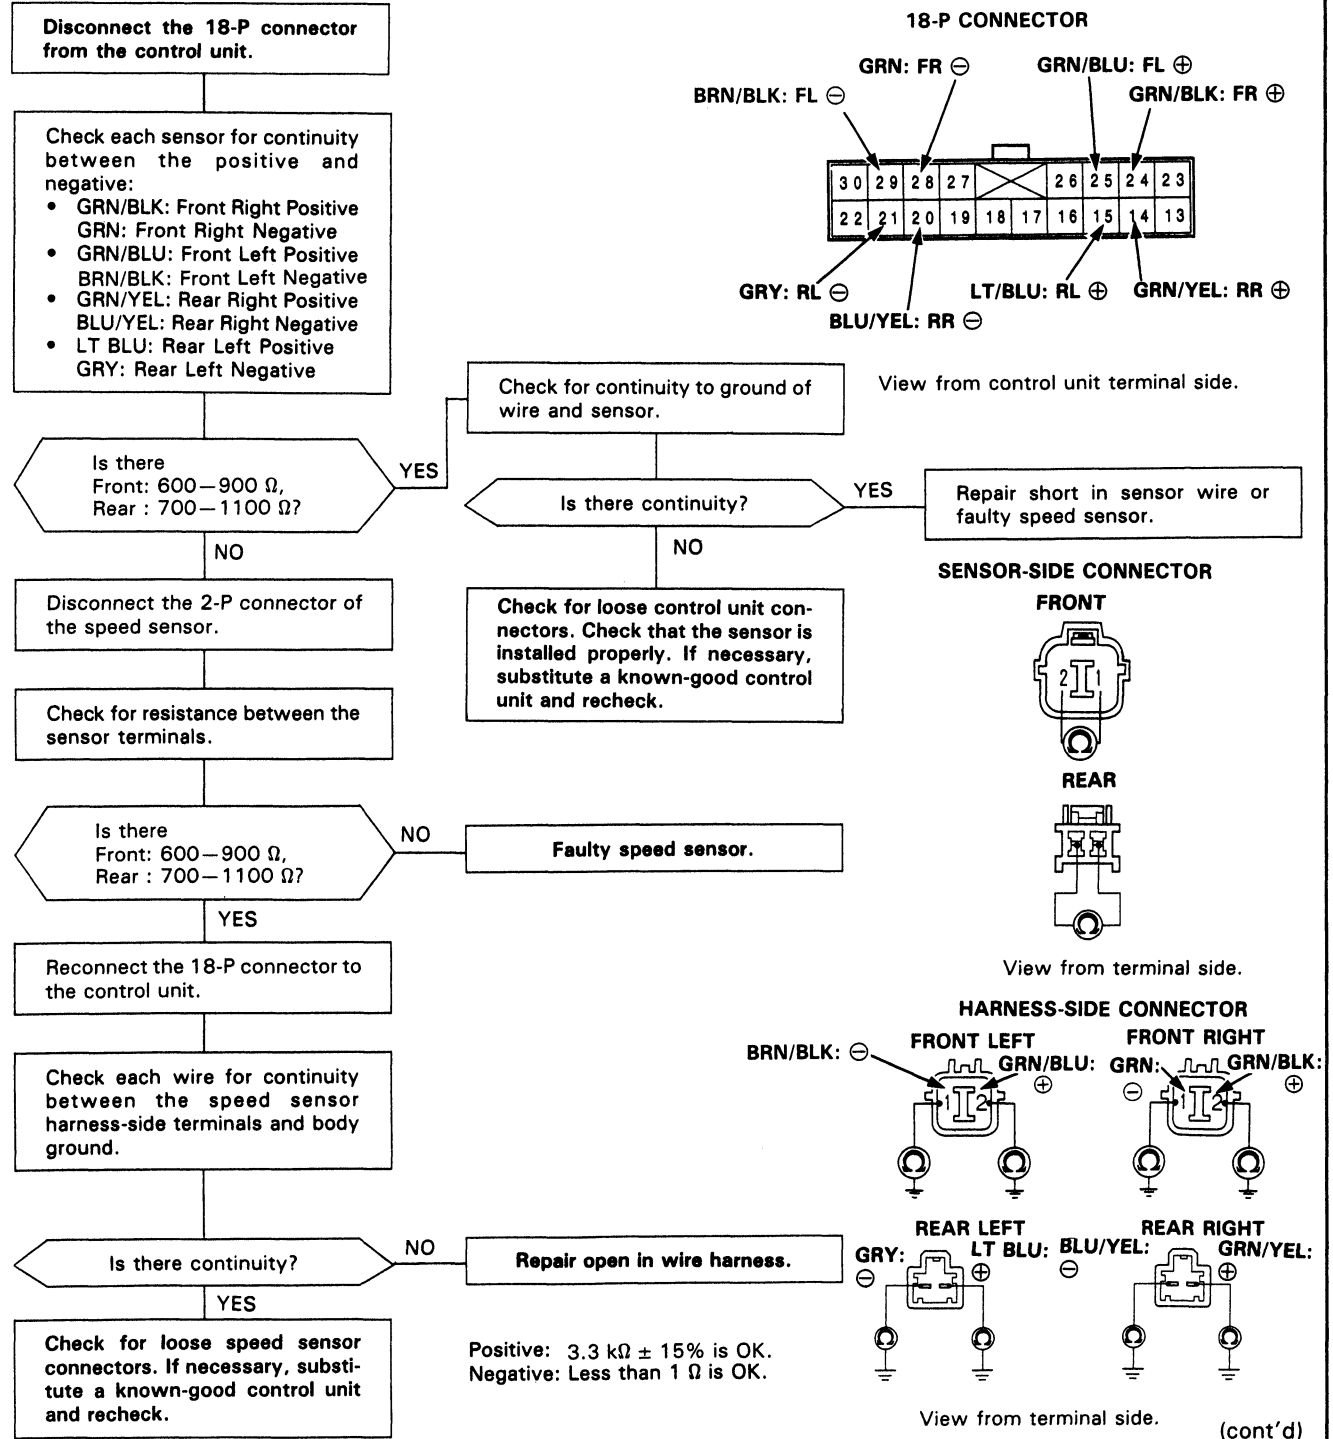 Disconnect the 18-P connector
from the control unit.
Check each sensor for continuity
between the positive and
negative:
• GRN/BLK: Front Right Positive
GRN: Front Right Negative
• GRN/BLU: Front Left Positive
BRN/BLK: Front Left Negative
• GRN/YEL: Rear Right Positive
BLU/YEL: Rear Right Negative
• LT BLU: Rear Left Positive
GRY: Rear Left Negative
Is there
Front: 600—900 Ω,
Rear : 700—1100 Ω?
YES
NO
Check for continuity to ground of
wire and sensor.
Is there continuity?
YES
Repair short in sensor wire or
faulty speed sensor.
NO
Check for loose control unit con-
nectors. Check that the sensor is
installed properly. If necessary,
substitute a known-good control
unit and recheck.
Disconnect the 2-P connector of
the speed sensor.
Check for resistance between the
sensor terminals.
Is there
Front: 600—900 Ω,
Rear : 700—1100 Ω?
NO
Faulty speed sensor.
YES
Reconnect the 18-P connector to
the control unit.
Check each wire for continuity
between the speed sensor
harness-side terminals and body
ground.
Is there continuity?
NO
Repair open in wire harness.
YES
Check for loose speed sensor
connectors. If necessary, substi-
tute a known-good control unit
and recheck.
Positive: 3.3 kΩ ± 15% is OK.
Negative: Less than 1 Ω is OK.
18-P CONNECTOR
GRN: FR ⊖
GRN/BLU: FL ⊕
BRN/BLK: FL ⊖
GRN/BLK: FR ⊕
30 29 28 27 26 25 24 23
22 21 20 19 18 17 16 15 14 13
GRY: RL ⊖
LT/BLU: RL ⊕
GRN/YEL: RR ⊕
BLU/YEL: RR ⊖
View from control unit terminal side.
SENSOR-SIDE CONNECTOR
FRONT
2 1
Ω
REAR
Ω
View from terminal side.
HARNESS-SIDE CONNECTOR
FRONT LEFT
BRN/BLK: ⊖
GRN/BLU:
⊕
1 2
Ω Ω
FRONT RIGHT
GRN:
⊖
GRN/BLK:
⊕
1 2
Ω Ω
REAR LEFT
GRY:
⊖
LT BLU:
⊕
Ω Ω
REAR RIGHT
BLU/YEL:
⊖
GRN/YEL:
⊕
Ω Ω
View from terminal side.
(cont'd)